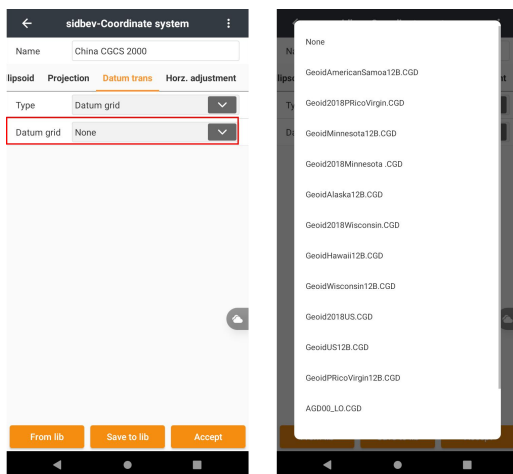 sidbev-Coordinate system
Name China CGCS 2000
lipsoid Projection Datum trans Horz. adjustment
Type Datum grid
Datum grid None
From lib Save to lib Accept
None
GeoidAmericanSamoa12B.CGD
Geoid2018PRicoVirgin.CGD
GeoidMinnesota12B.CGD
Geoid2018Minnesota .CGD
GeoidAlaska12B.CGD
Geoid2018Wisconsin.CGD
GeoidHawaii12B.CGD
GeoidWisconsin12B.CGD
Geoid2018US.CGD
GeoidUS12B.CGD
GeoidPRicoVirgin12B.CGD
AGD00_LO.CGD